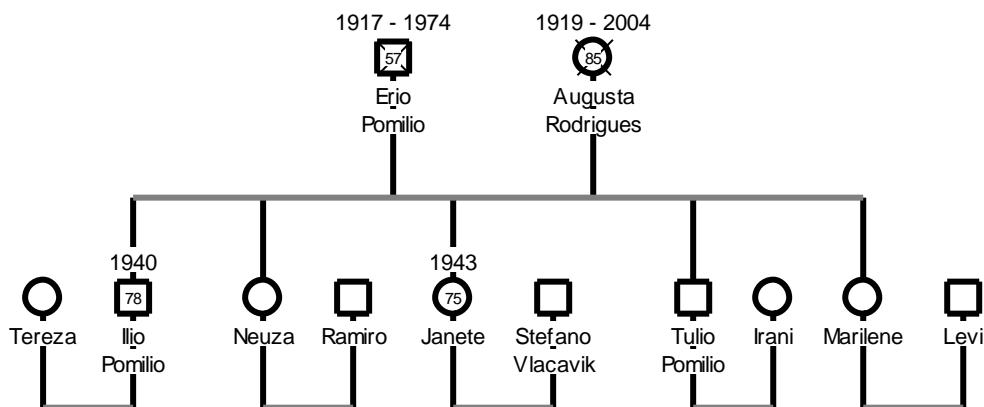 1917 - 1974
1919 - 2004
57
85
Erio
Pomilio
Augusta
Rodrigues
1940
1943
78
75
Tereza
Ilio
Pomilio
Neuza
Ramiro
Janete
Stefano
Vlacavik
Tulio
Pomilio
Irani
Marilene
Levi